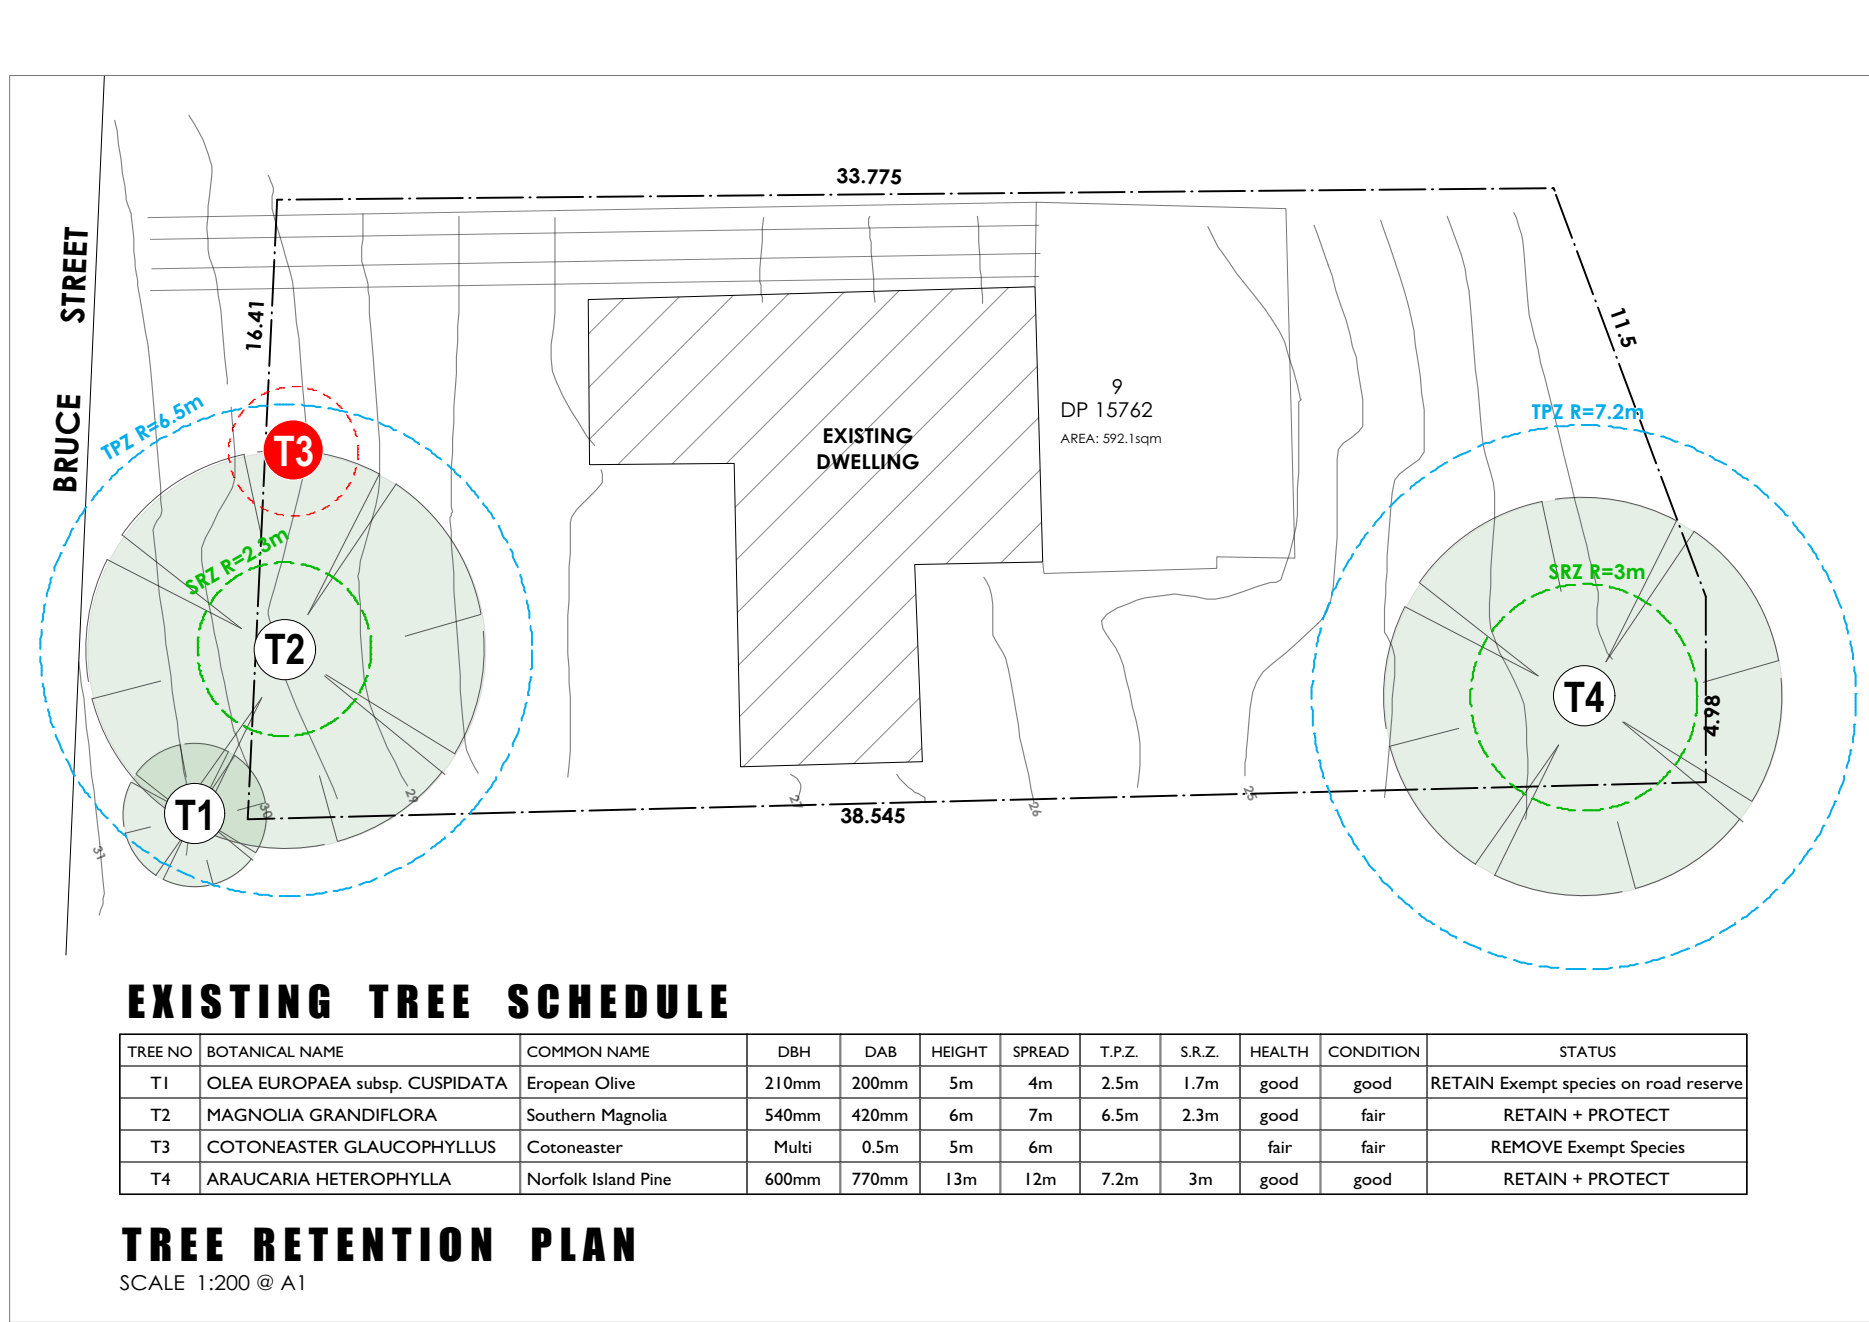 33.775
BRUCE STREET
16.41
11.5
TPZ R=6.5m
T3
9
DP 15762
AREA: 592.1sqm
TPZ R=7.2m
EXISTING
DWELLING
SRZ R=2.3m
SRZ R=3m
T2
T4
4.98
T1
30
29
27
26
25
38.545
31
EXISTING TREE SCHEDULE
TREE NO BOTANICAL NAME COMMON NAME DBH DAB HEIGHT SPREAD T.P.Z. S.R.Z. HEALTH CONDITION STATUS
T1 OLEA EUROPAEA subsp. CUSPIDATA Eropean Olive 210mm 200mm 5m 4m 2.5m 1.7m good good RETAIN Exempt species on road reserve
T2 MAGNOLIA GRANDIFLORA Southern Magnolia 540mm 420mm 6m 7m 6.5m 2.3m good fair RETAIN + PROTECT
T3 COTONEASTER GLAUCOPHYLLUS Cotoneaster Multi 0.5m 5m 6m fair fair REMOVE Exempt Species
T4 ARAUCARIA HETEROPHYLLA Norfolk Island Pine 600mm 770mm 13m 12m 7.2m 3m good good RETAIN + PROTECT
TREE RETENTION PLAN
SCALE 1:200 @ A1